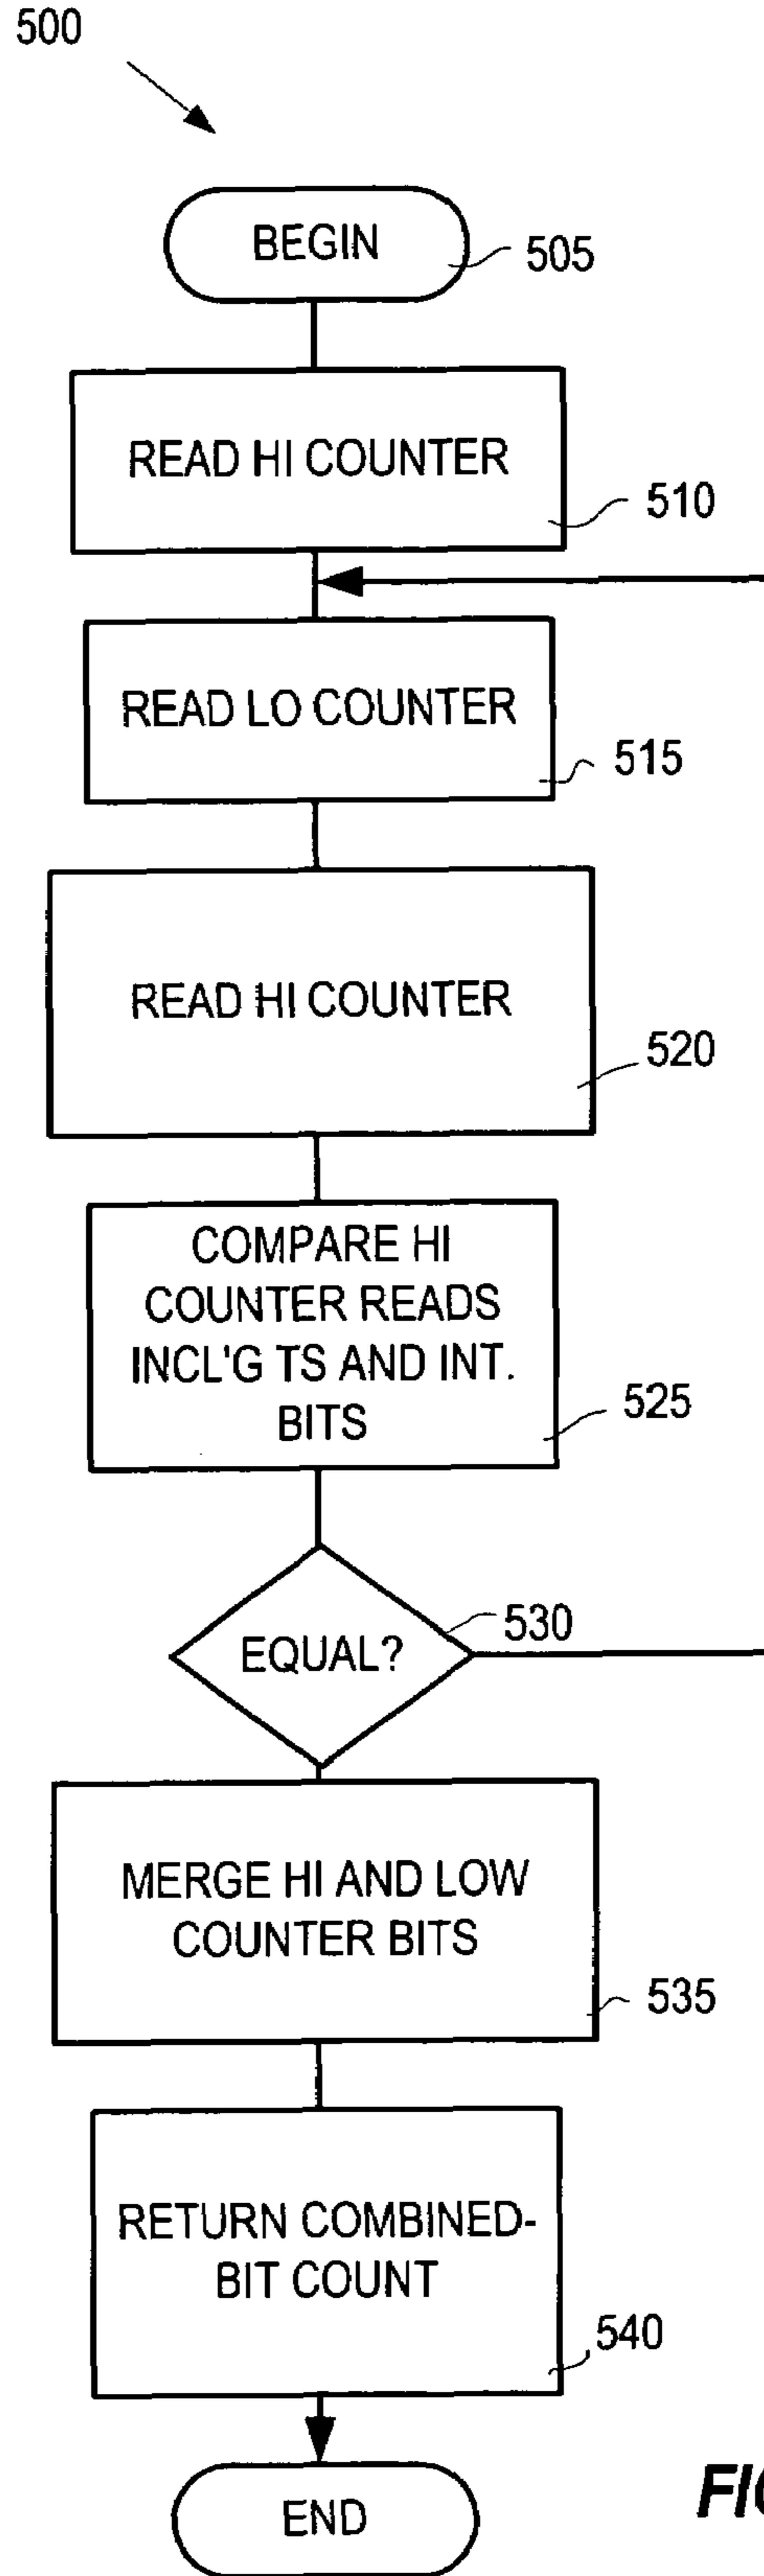 500
BEGIN
505
READ HI COUNTER
510
READ LO COUNTER
515
READ HI COUNTER
520
COMPARE HI
COUNTER READS
INCL'G TS AND INT.
BITS
525
EQUAL?
530
MERGE HI AND LOW
COUNTER BITS
535
RETURN COMBINED-
BIT COUNT
540
END